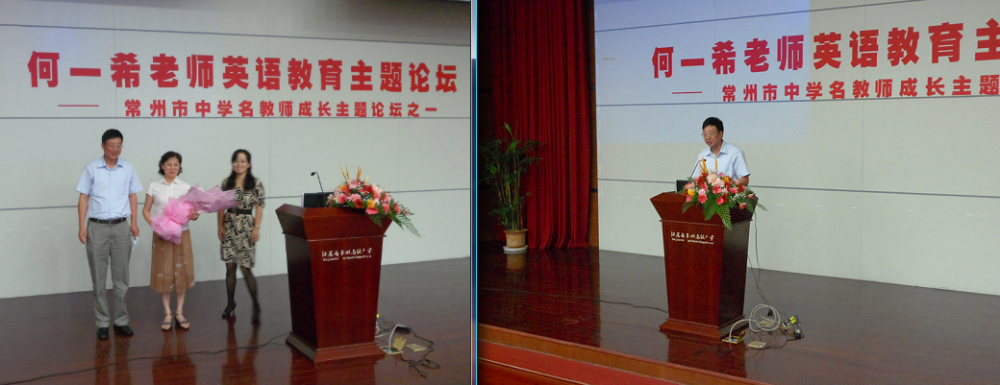 何一希老师英语教育主题论坛
—— 常州市中学名教师成长主题论坛之一
何一希老师英语教育主
—— 常州市中学名教师成长主题